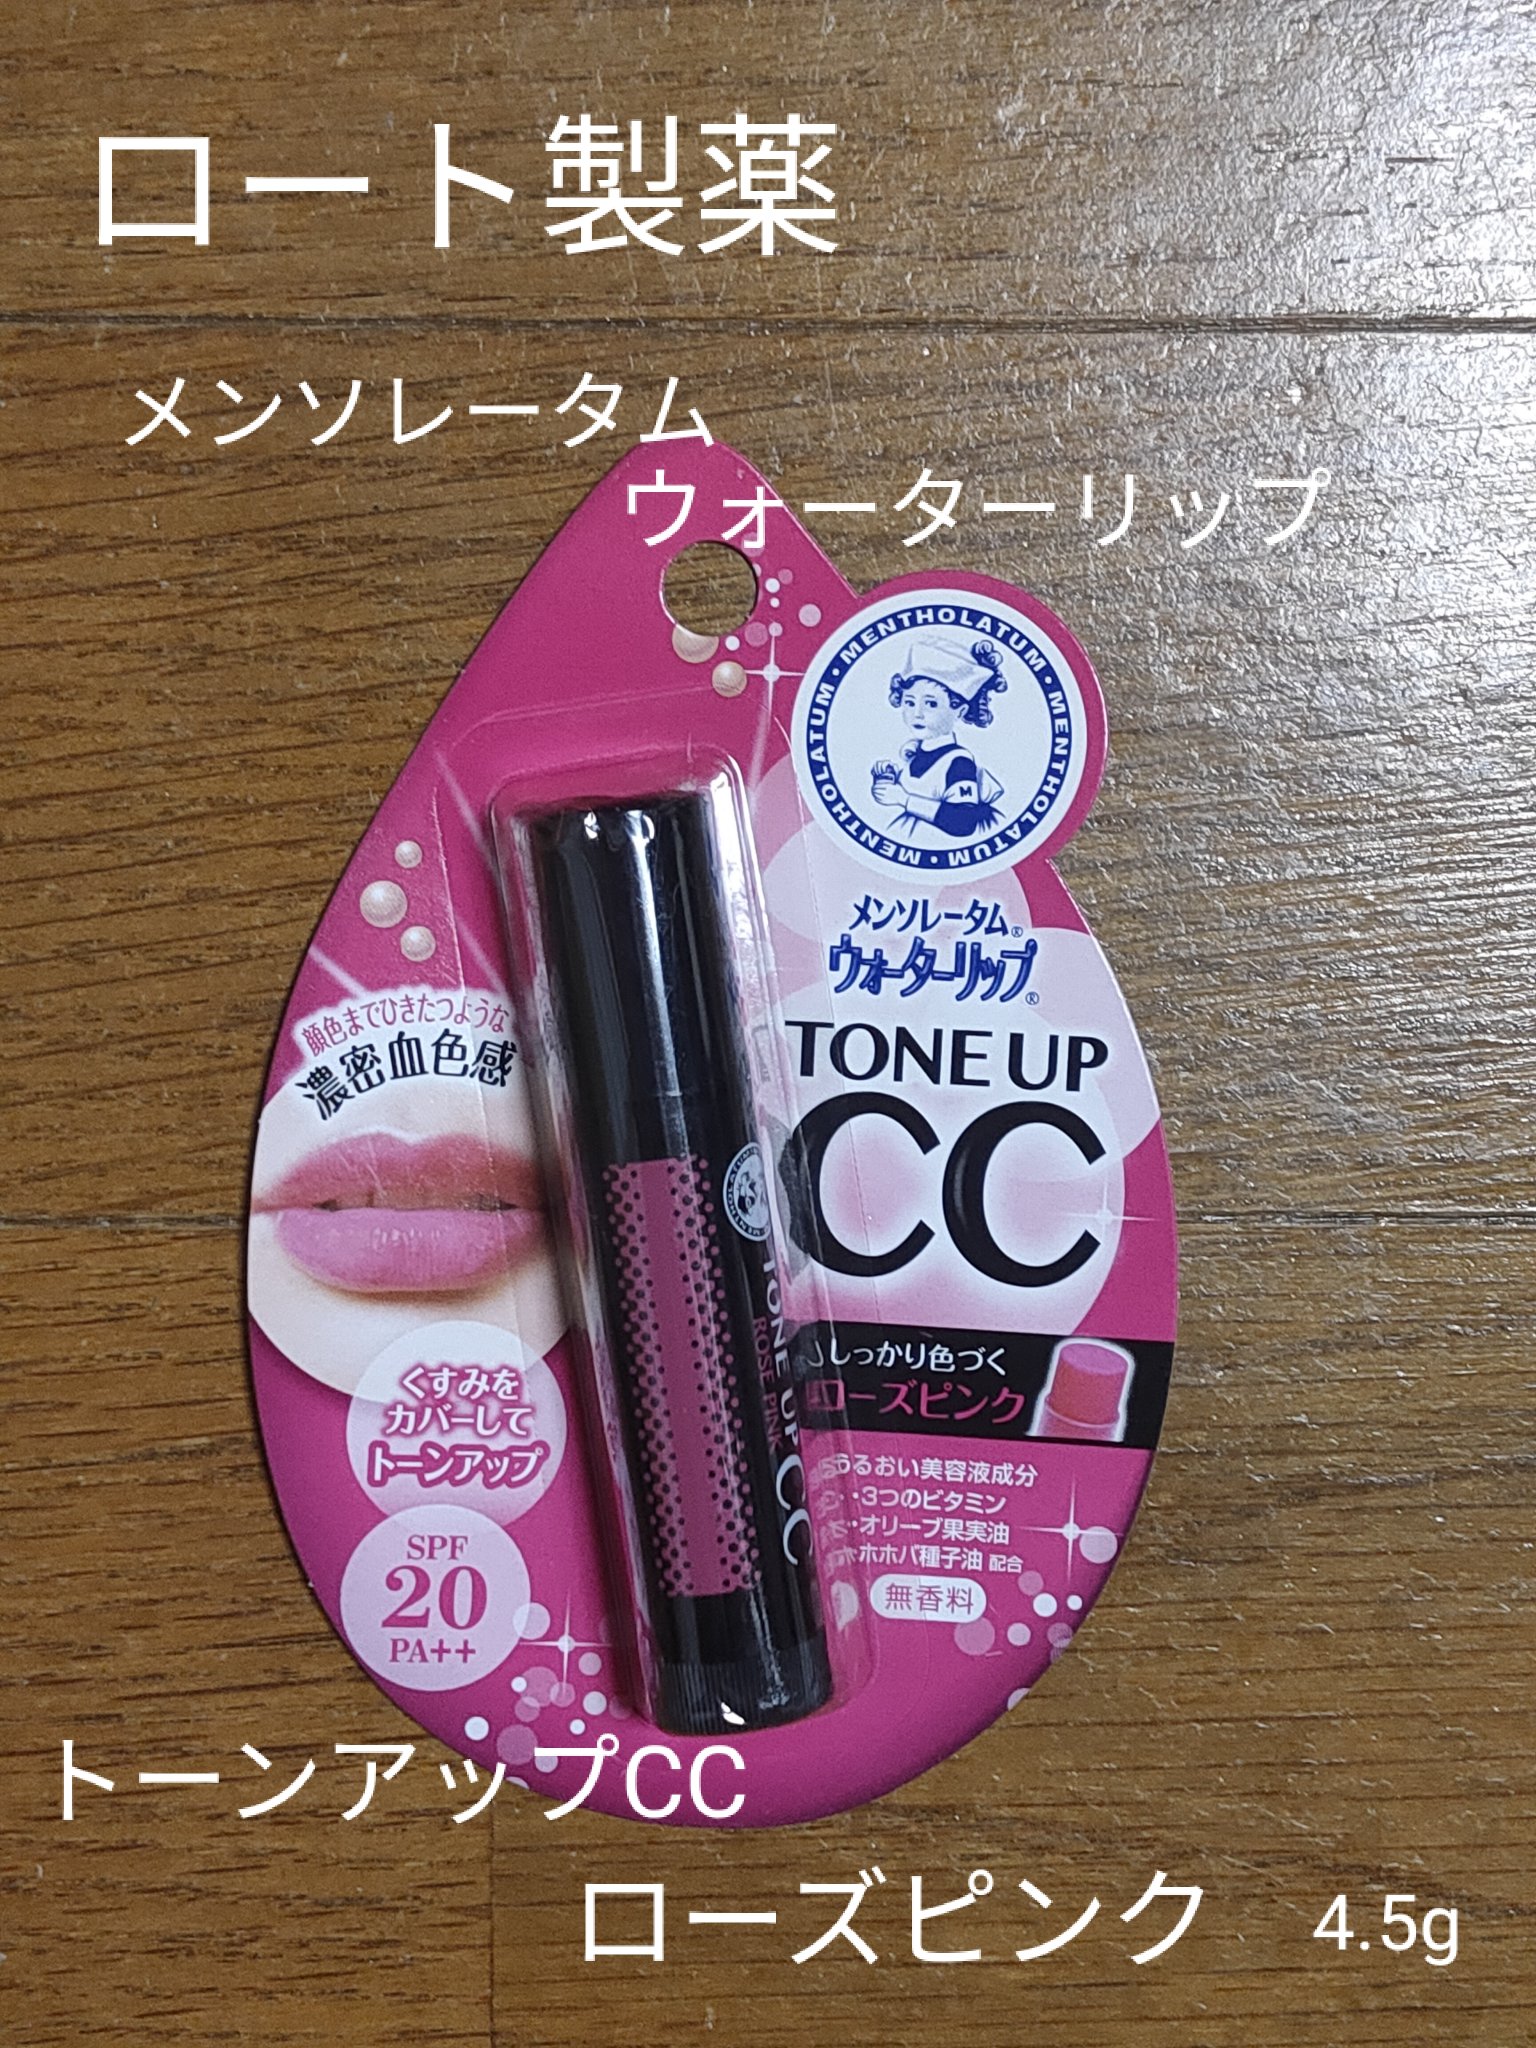 ロート製薬
メンソレータム
ウォーターリップ
MENTHOLATUM・MENTHOLATUM・MENTHOLATUM・MENTHOLATUM・
M
メンソレータム®
ウォーターリップ®
TONE UP
CC
顔色までひきたつような
濃密血色感
くすみを
カバーして
トーンアップ
SPF
20
PA++
TONE UP CC
ROSE PINK
しっかり色づく
ローズピンク
うるおい美容液成分
・・3つのビタミン
・オリーブ果実油
ホホバ種子油 配合
無香料
トーンアップCC
ローズピンク 4.5g